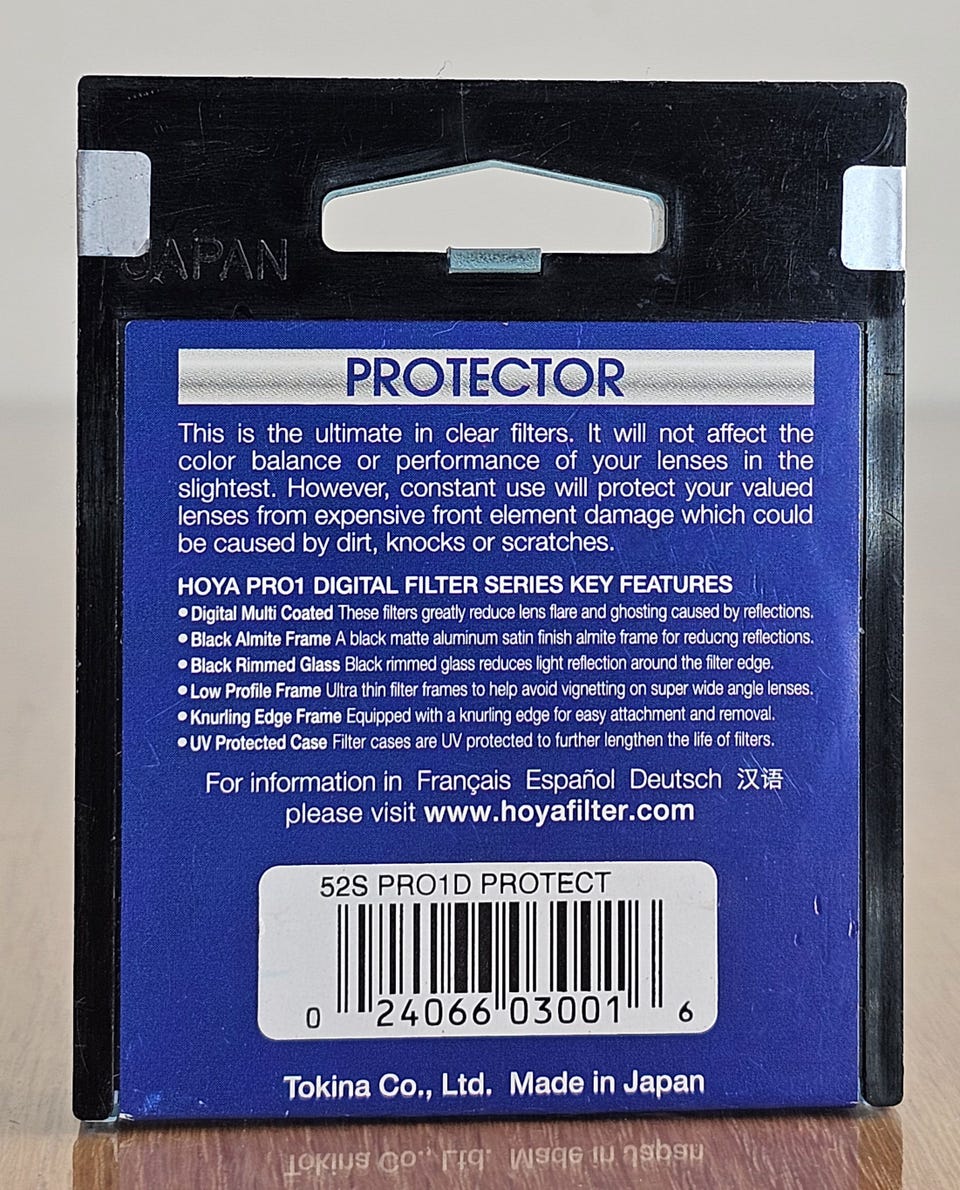 JAPAN
PROTECTOR
This is the ultimate in clear filters. It will not affect the
color balance or performance of your lenses in the
slightest. However, constant use will protect your valued
lenses from expensive front element damage which could
be caused by dirt, knocks or scratches.
HOYA PRO1 DIGITAL FILTER SERIES KEY FEATURES
•Digital Multi Coated These filters greatly reduce lens flare and ghosting caused by reflections.
•Black Almite Frame A black matte aluminum satin finish almite frame for reducng reflections.
•Black Rimmed Glass Black rimmed glass reduces light reflection around the filter edge.
•Low Profile Frame Ultra thin filter frames to help avoid vignetting on super wide angle lenses.
•Knurling Edge Frame Equipped with a knurling edge for easy attachment and removal.
•UV Protected Case Filter cases are UV protected to further lengthen the life of filters.
For information in Français Español Deutsch 汉语
please visit www.hoyafilter.com
52S PRO1D PROTECT
0 24066 03001 6
Tokina Co., Ltd. Made in Japan